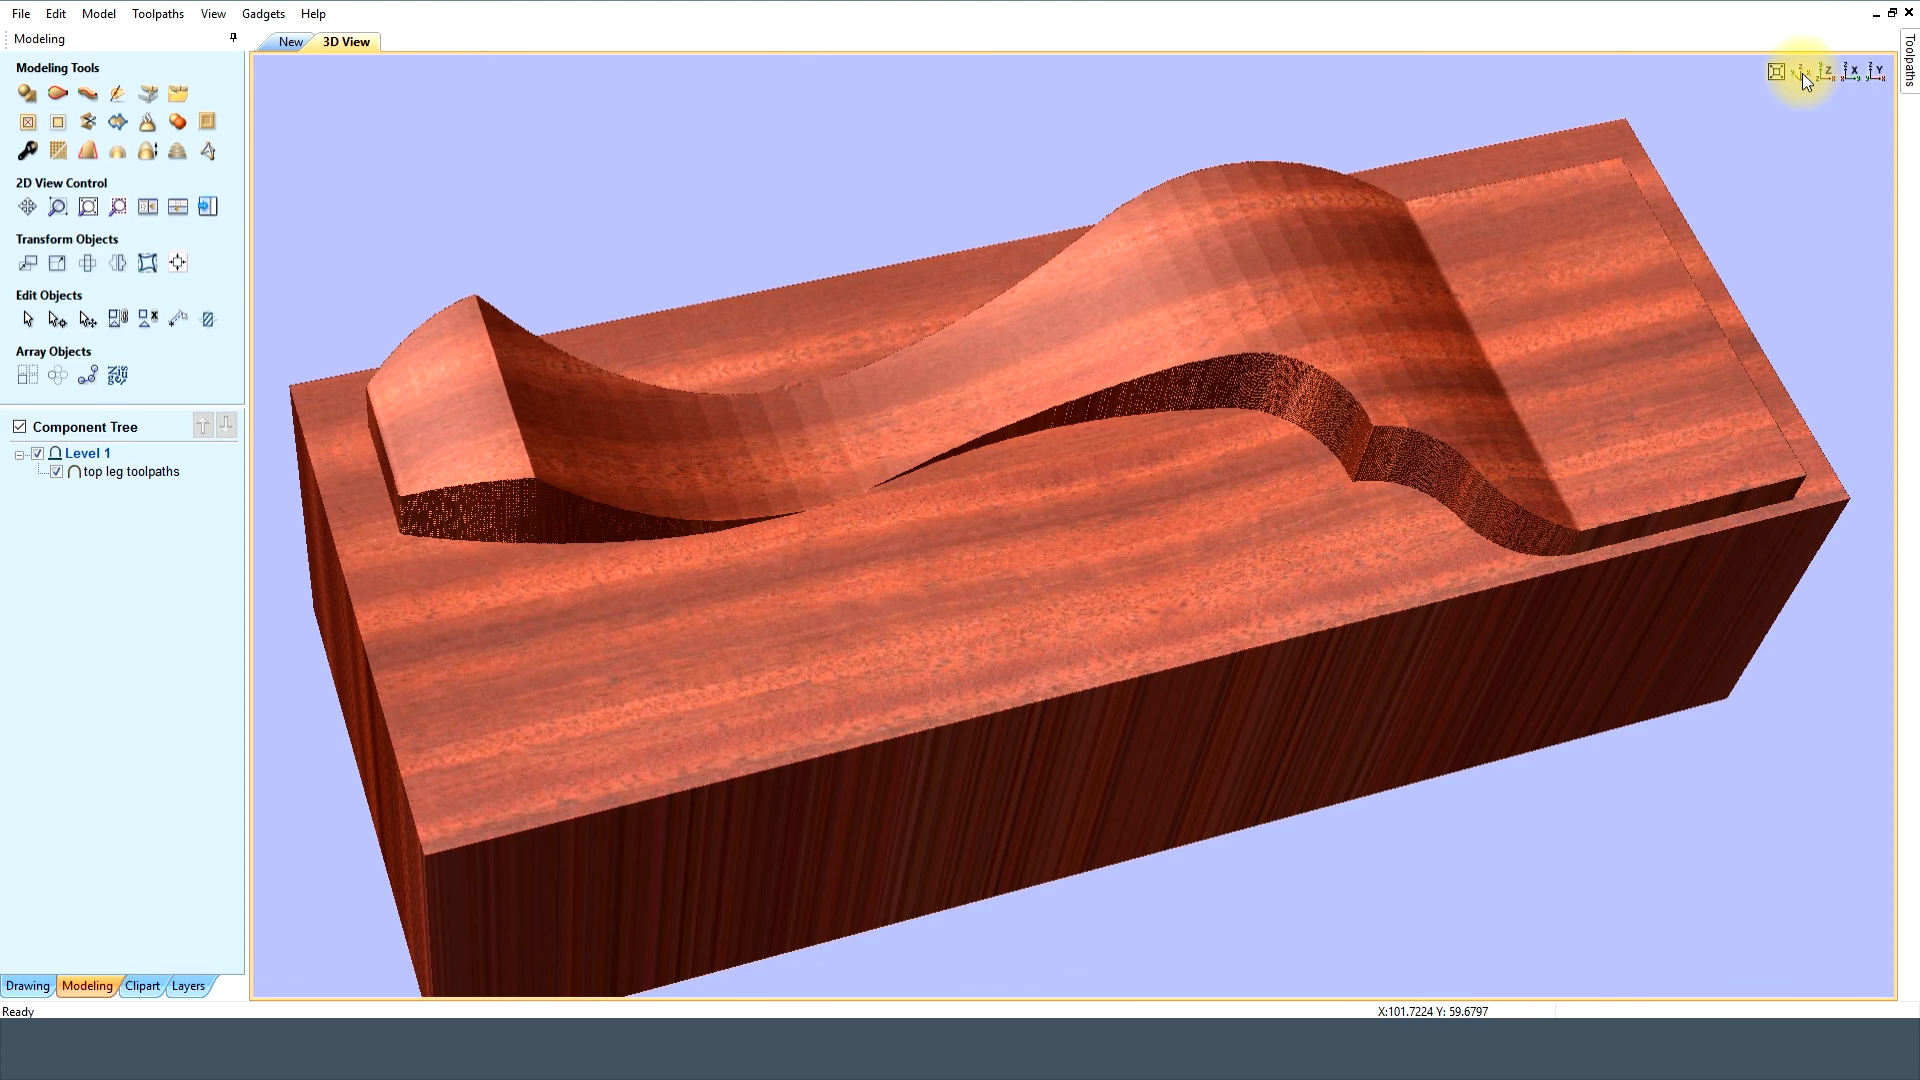 File Edit Model Toolpaths View Gadgets Help
Modeling
New 3D View
Toolpaths
Modeling Tools
2D View Control
Transform Objects
Edit Objects
Array Objects
Component Tree
Level 1
top leg toolpaths
Z X Y
Drawing Modeling Clipart Layers
Ready
X:101.7224 Y: 59.6797